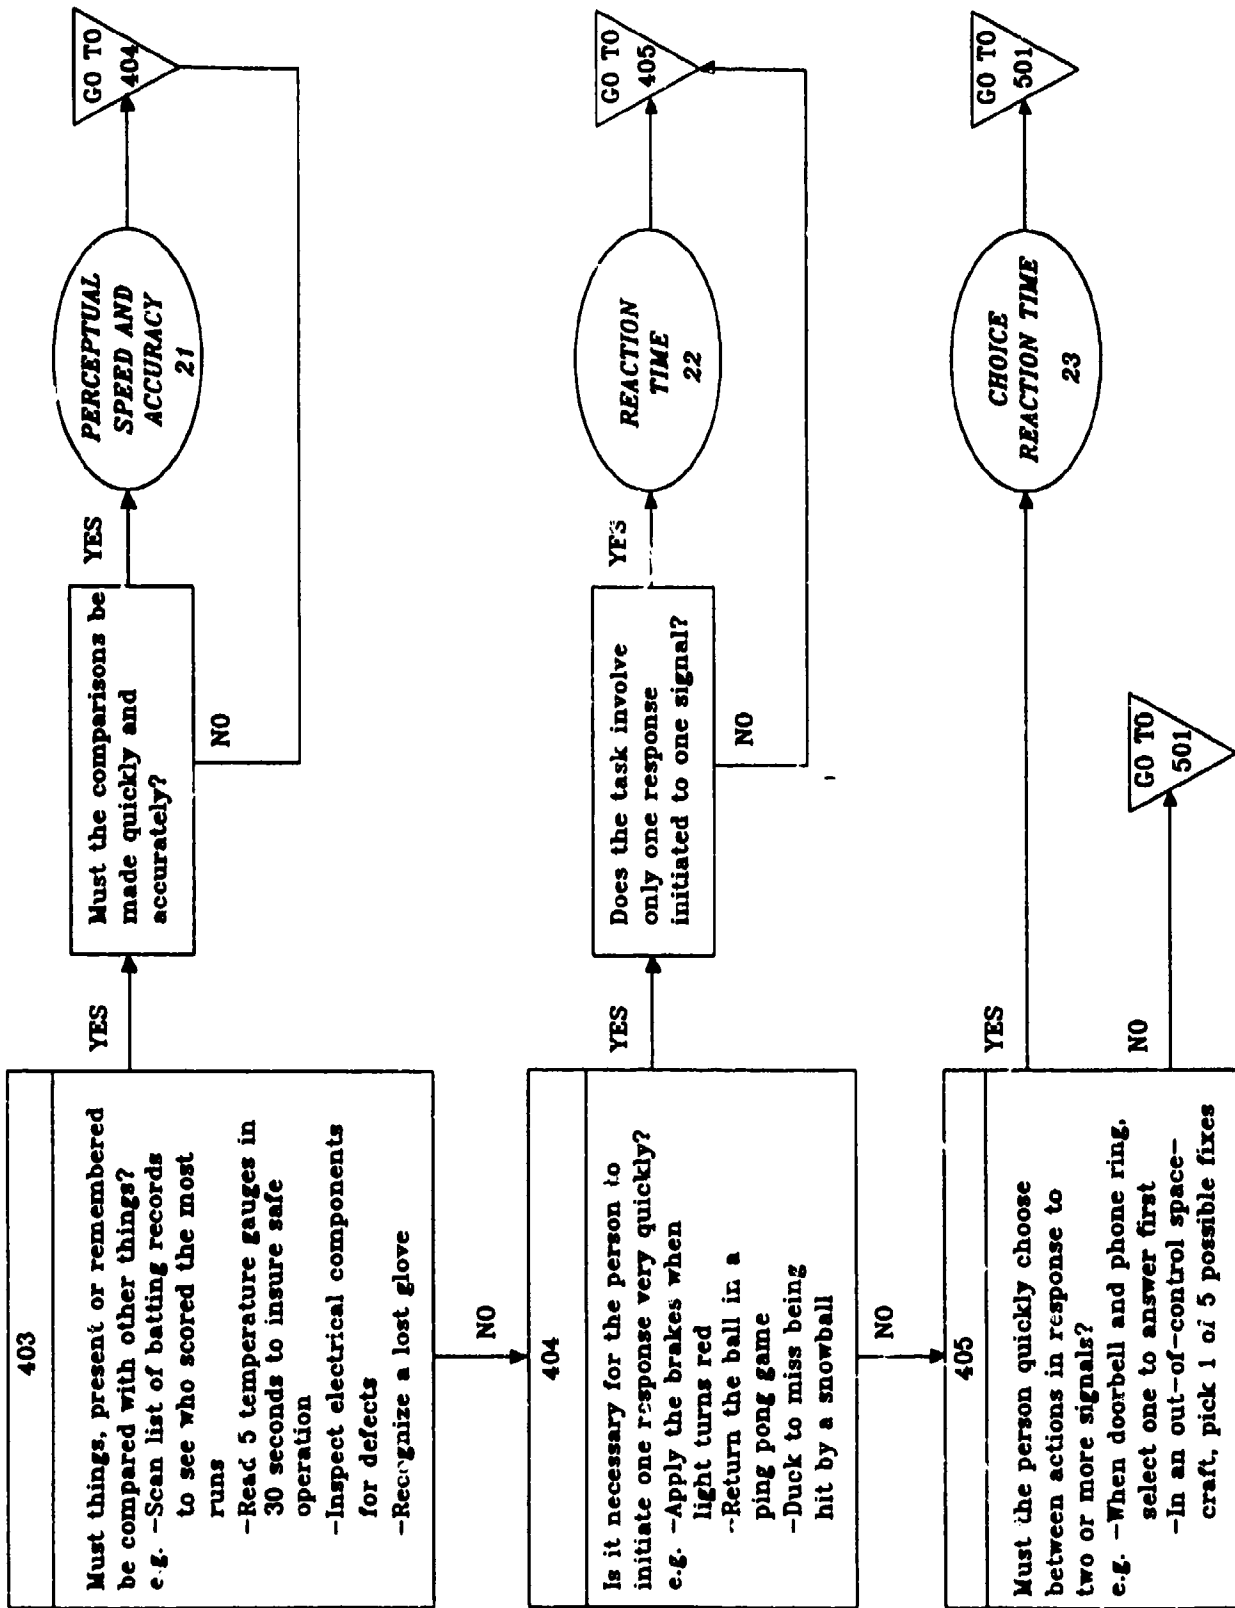 403
Must things, present or remembered
be compared with other things?
e.g. -Scan list of batting records
to see who scored the most
runs
-Read 5 temperature gauges in
30 seconds to insure safe
operation
-Inspect electrical components
for defects
-Recognize a lost glove
YES
Must the comparisons be
made quickly and
accurately?
YES
PERCEPTUAL
SPEED AND
ACCURACY
21
GO TO
404
NO
NO
404
Is it necessary for the person to
initiate one response very quickly?
e.g. -Apply the brakes when
light turns red
-Return the ball in a
ping pong game
-Duck to miss being
hit by a snowball
YES
Does the task involve
only one response
initiated to one signal?
YES
REACTION
TIME
22
GO TO
405
NO
NO
405
Must the person quickly choose
between actions in response to
two or more signals?
e.g. -When doorbell and phone ring,
select one to answer first
-In an out-of-control space-
craft, pick 1 of 5 possible fixes
YES
CHOICE
REACTION TIME
23
GO TO
501
NO
GO TO
501